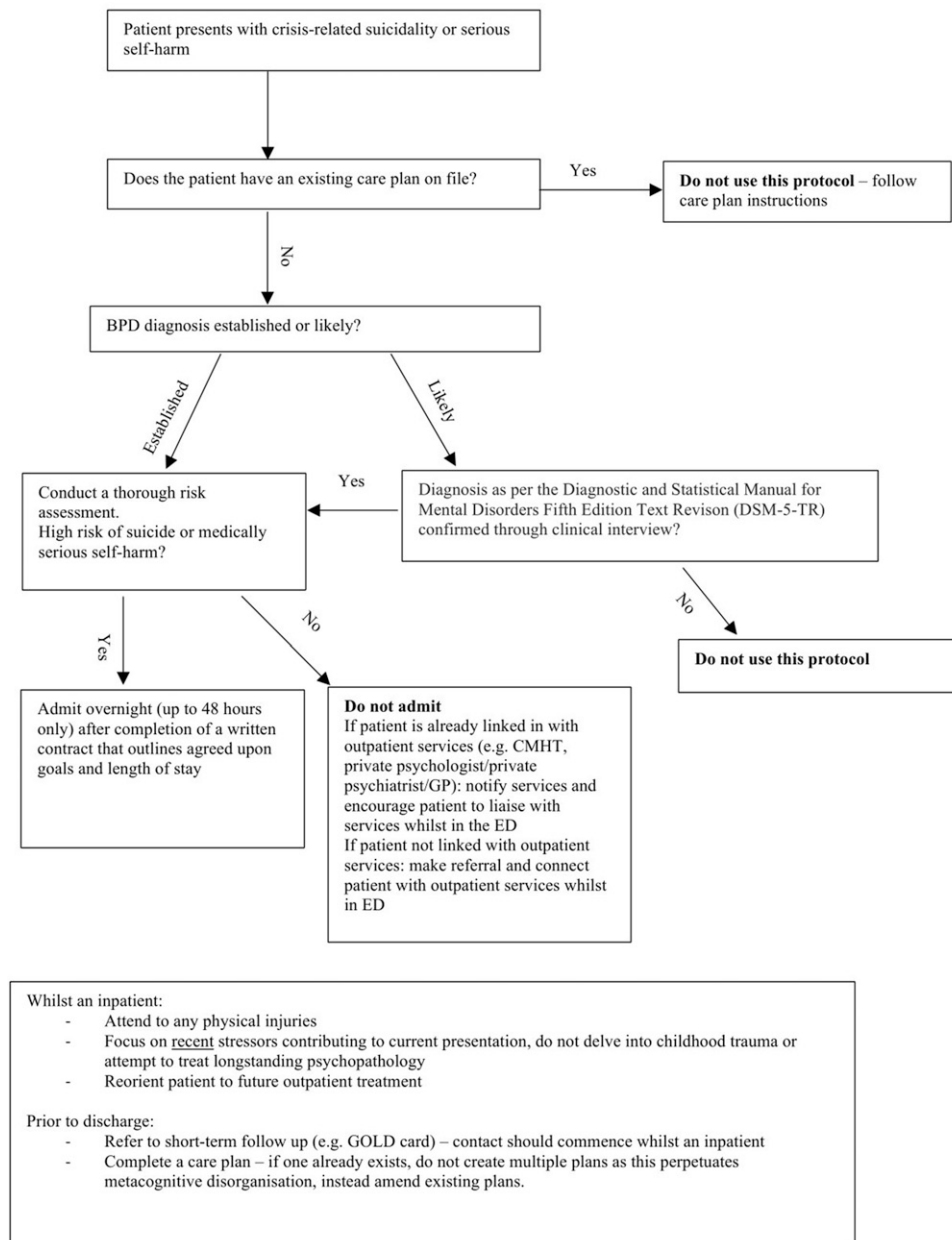 Patient presents with crisis-related suicidality or serious
self-harm
Does the patient have an existing care plan on file?
Yes
Do not use this protocol – follow
care plan instructions
No
BPD diagnosis established or likely?
Established
Likely
Conduct a thorough risk
assessment.
High risk of suicide or medically
serious self-harm?
Yes
Diagnosis as per the Diagnostic and Statistical Manual for
Mental Disorders Fifth Edition Text Revison (DSM-5-TR)
confirmed through clinical interview?
Yes
No
No
Do not use this protocol
Admit overnight (up to 48 hours
only) after completion of a written
contract that outlines agreed upon
goals and length of stay
Do not admit
If patient is already linked in with
outpatient services (e.g. CMHT,
private psychologist/private
psychiatrist/GP): notify services and
encourage patient to liaise with
services whilst in the ED
If patient not linked with outpatient
services: make referral and connect
patient with outpatient services whilst
in ED
Whilst an inpatient:
- Attend to any physical injuries
- Focus on recent stressors contributing to current presentation, do not delve into childhood trauma or
attempt to treat longstanding psychopathology
- Reorient patient to future outpatient treatment
Prior to discharge:
- Refer to short-term follow up (e.g. GOLD card) – contact should commence whilst an inpatient
- Complete a care plan – if one already exists, do not create multiple plans as this perpetuates
metacognitive disorganisation, instead amend existing plans.